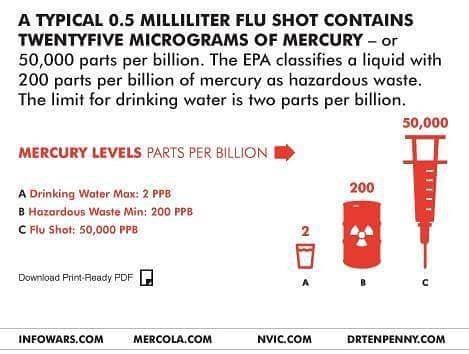 A TYPICAL 0.5 MILLILITER FLU SHOT CONTAINS
TWENTYFIVE MICROGRAMS OF MERCURY – or
50,000 parts per billion. The EPA classifies a liquid with
200 parts per billion of mercury as hazardous waste.
The limit for drinking water is two parts per billion.
50,000
MERCURY LEVELS PARTS PER BILLION
200
A Drinking Water Max: 2 PPB
B Hazardous Waste Min: 200 PPB
C Flu Shot: 50,000 PPB
2
Download Print-Ready PDF
A B C
INFOWARS.COM MERCOLA.COM NVIC.COM DRTENPENNY.COM